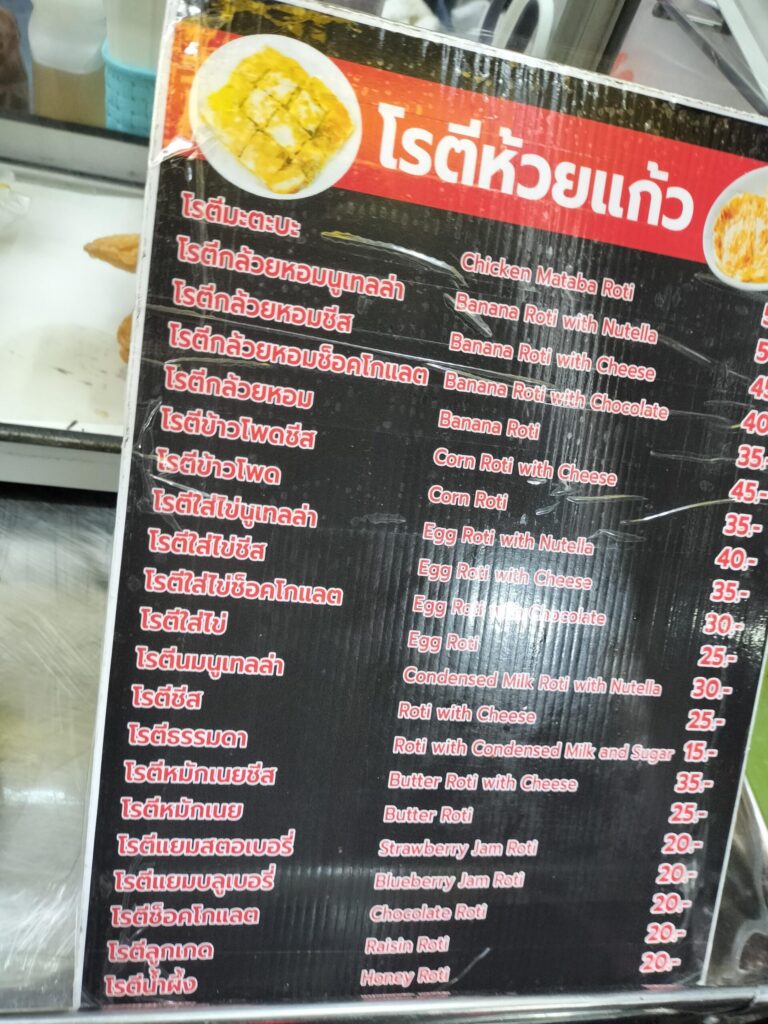 โรตีห้วยแก้ว
โรตีมะตะบะ Chicken Mataba Roti
โรตีกล้วยหอมนูเทลล่า Banana Roti with Nutella
โรตีกล้วยหอมชีส Banana Roti with Cheese 45
โรตีกล้วยหอมช็อคโกแลต Banana Roti with Chocolate 40
โรตีกล้วยหอม Banana Roti 35.-
โรตีข้าวโพดชีส Corn Roti with Cheese 45.-
โรตีข้าวโพด Corn Roti 35.-
โรตีใส่ไข่นูเทลล่า Egg Roti with Nutella 40.-
โรตีใส่ไข่ชีส Egg Roti with Cheese 35.-
โรตีใส่ไข่ช็อคโกแลต Egg Roti with Chocolate 30.-
โรตีใส่ไข่ Egg Roti 25.-
โรตีนมนูเทลล่า Condensed Milk Roti with Nutella 30.-
โรตีชีส Roti with Cheese 25.-
โรตีธรรมดา Roti with Condensed Milk and Sugar 15.-
โรตีหมักเนยชีส Butter Roti with Cheese 35.-
โรตีหมักเนย Butter Roti 25.-
โรตีแยมสตอเบอรี่ Strawberry Jam Roti 20.-
โรตีแยมบลูเบอรี่ Blueberry Jam Roti 20.-
โรตีช็อคโกแลต Chocolate Roti 20.-
โรตีลูกเกด Raisin Roti 20.-
โรตีน้ำผึ้ง Honey Roti 20.-